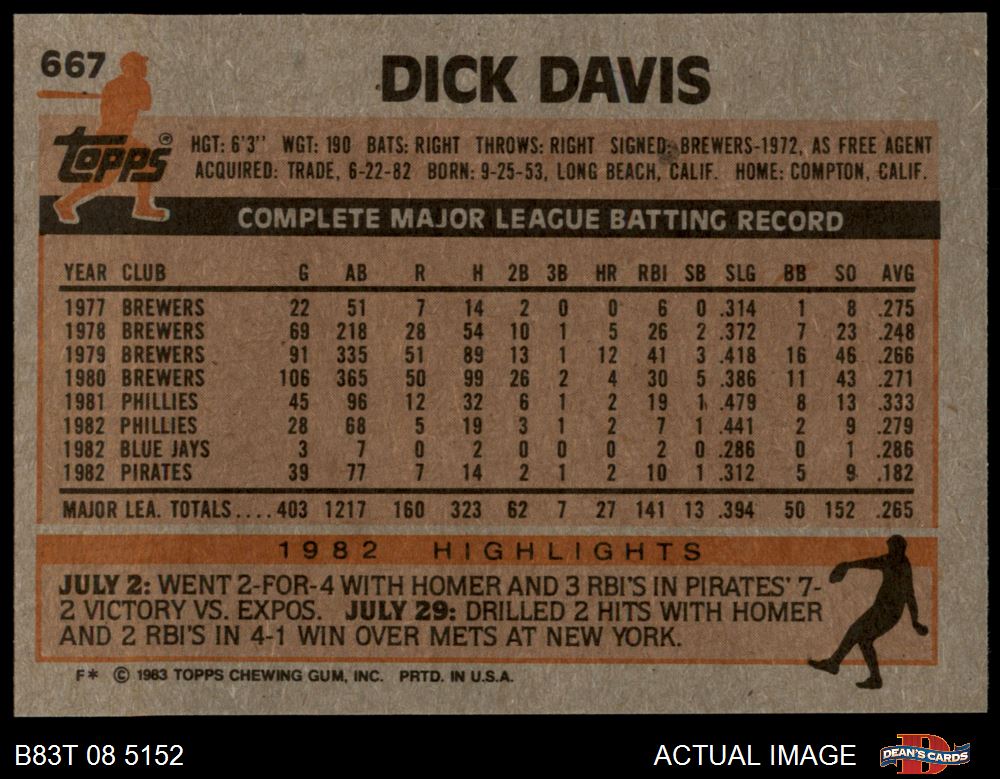 667
DICK DAVIS
Topps®
HGT: 6'3'' WGT: 190 BATS: RIGHT THROWS: RIGHT SIGNED: BREWERS-1972, AS FREE AGENT
ACQUIRED: TRADE, 6-22-82 BORN: 9-25-53, LONG BEACH, CALIF. HOME: COMPTON, CALIF.
COMPLETE MAJOR LEAGUE BATTING RECORD
YEAR CLUB G AB R H 2B 3B HR RBI SB SLG BB SO AVG
1977 BREWERS 22 51 7 14 2 0 0 6 0 .314 1 8 .275
1978 BREWERS 69 218 28 54 10 1 5 26 2 .372 7 23 .248
1979 BREWERS 91 335 51 89 13 1 12 41 3 .418 16 46 .266
1980 BREWERS 106 365 50 99 26 2 4 30 5 .386 11 43 .271
1981 PHILLIES 45 96 12 32 6 1 2 19 1 .479 8 13 .333
1982 PHILLIES 28 68 5 19 3 1 2 7 1 .441 2 9 .279
1982 BLUE JAYS 3 7 0 2 0 0 0 2 0 .286 0 1 .286
1982 PIRATES 39 77 7 14 2 1 2 10 1 .312 5 9 .182
MAJOR LEA. TOTALS.... 403 1217 160 323 62 7 27 141 13 .394 50 152 .265
1982 HIGHLIGHTS
JULY 2: WENT 2-FOR-4 WITH HOMER AND 3 RBI'S IN PIRATES' 7-
2 VICTORY VS. EXPOS. JULY 29: DRILLED 2 HITS WITH HOMER
AND 2 RBI'S IN 4-1 WIN OVER METS AT NEW YORK.
F* © 1983 TOPPS CHEWING GUM, INC. PRTD. IN U.S.A.
B83T 08 5152
ACTUAL IMAGE
D
DEAN'S CARDS